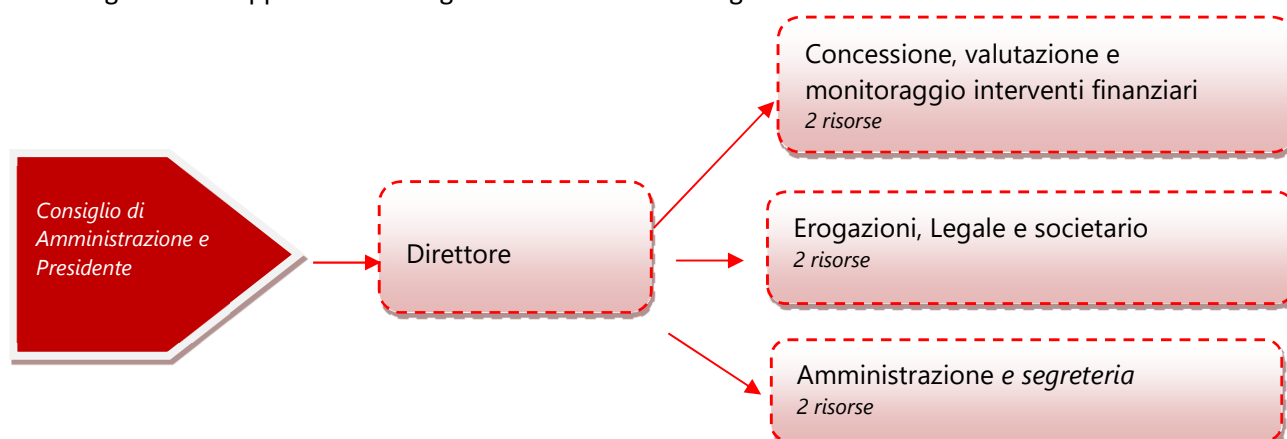 Concessione, valutazione e
monitoraggio interventi finanziari
2 risorse
Consiglio di
Amministrazione e
Presidente
Direttore
Erogazioni, Legale e societario
2 risorse
Amministrazione e segreteria
2 risorse